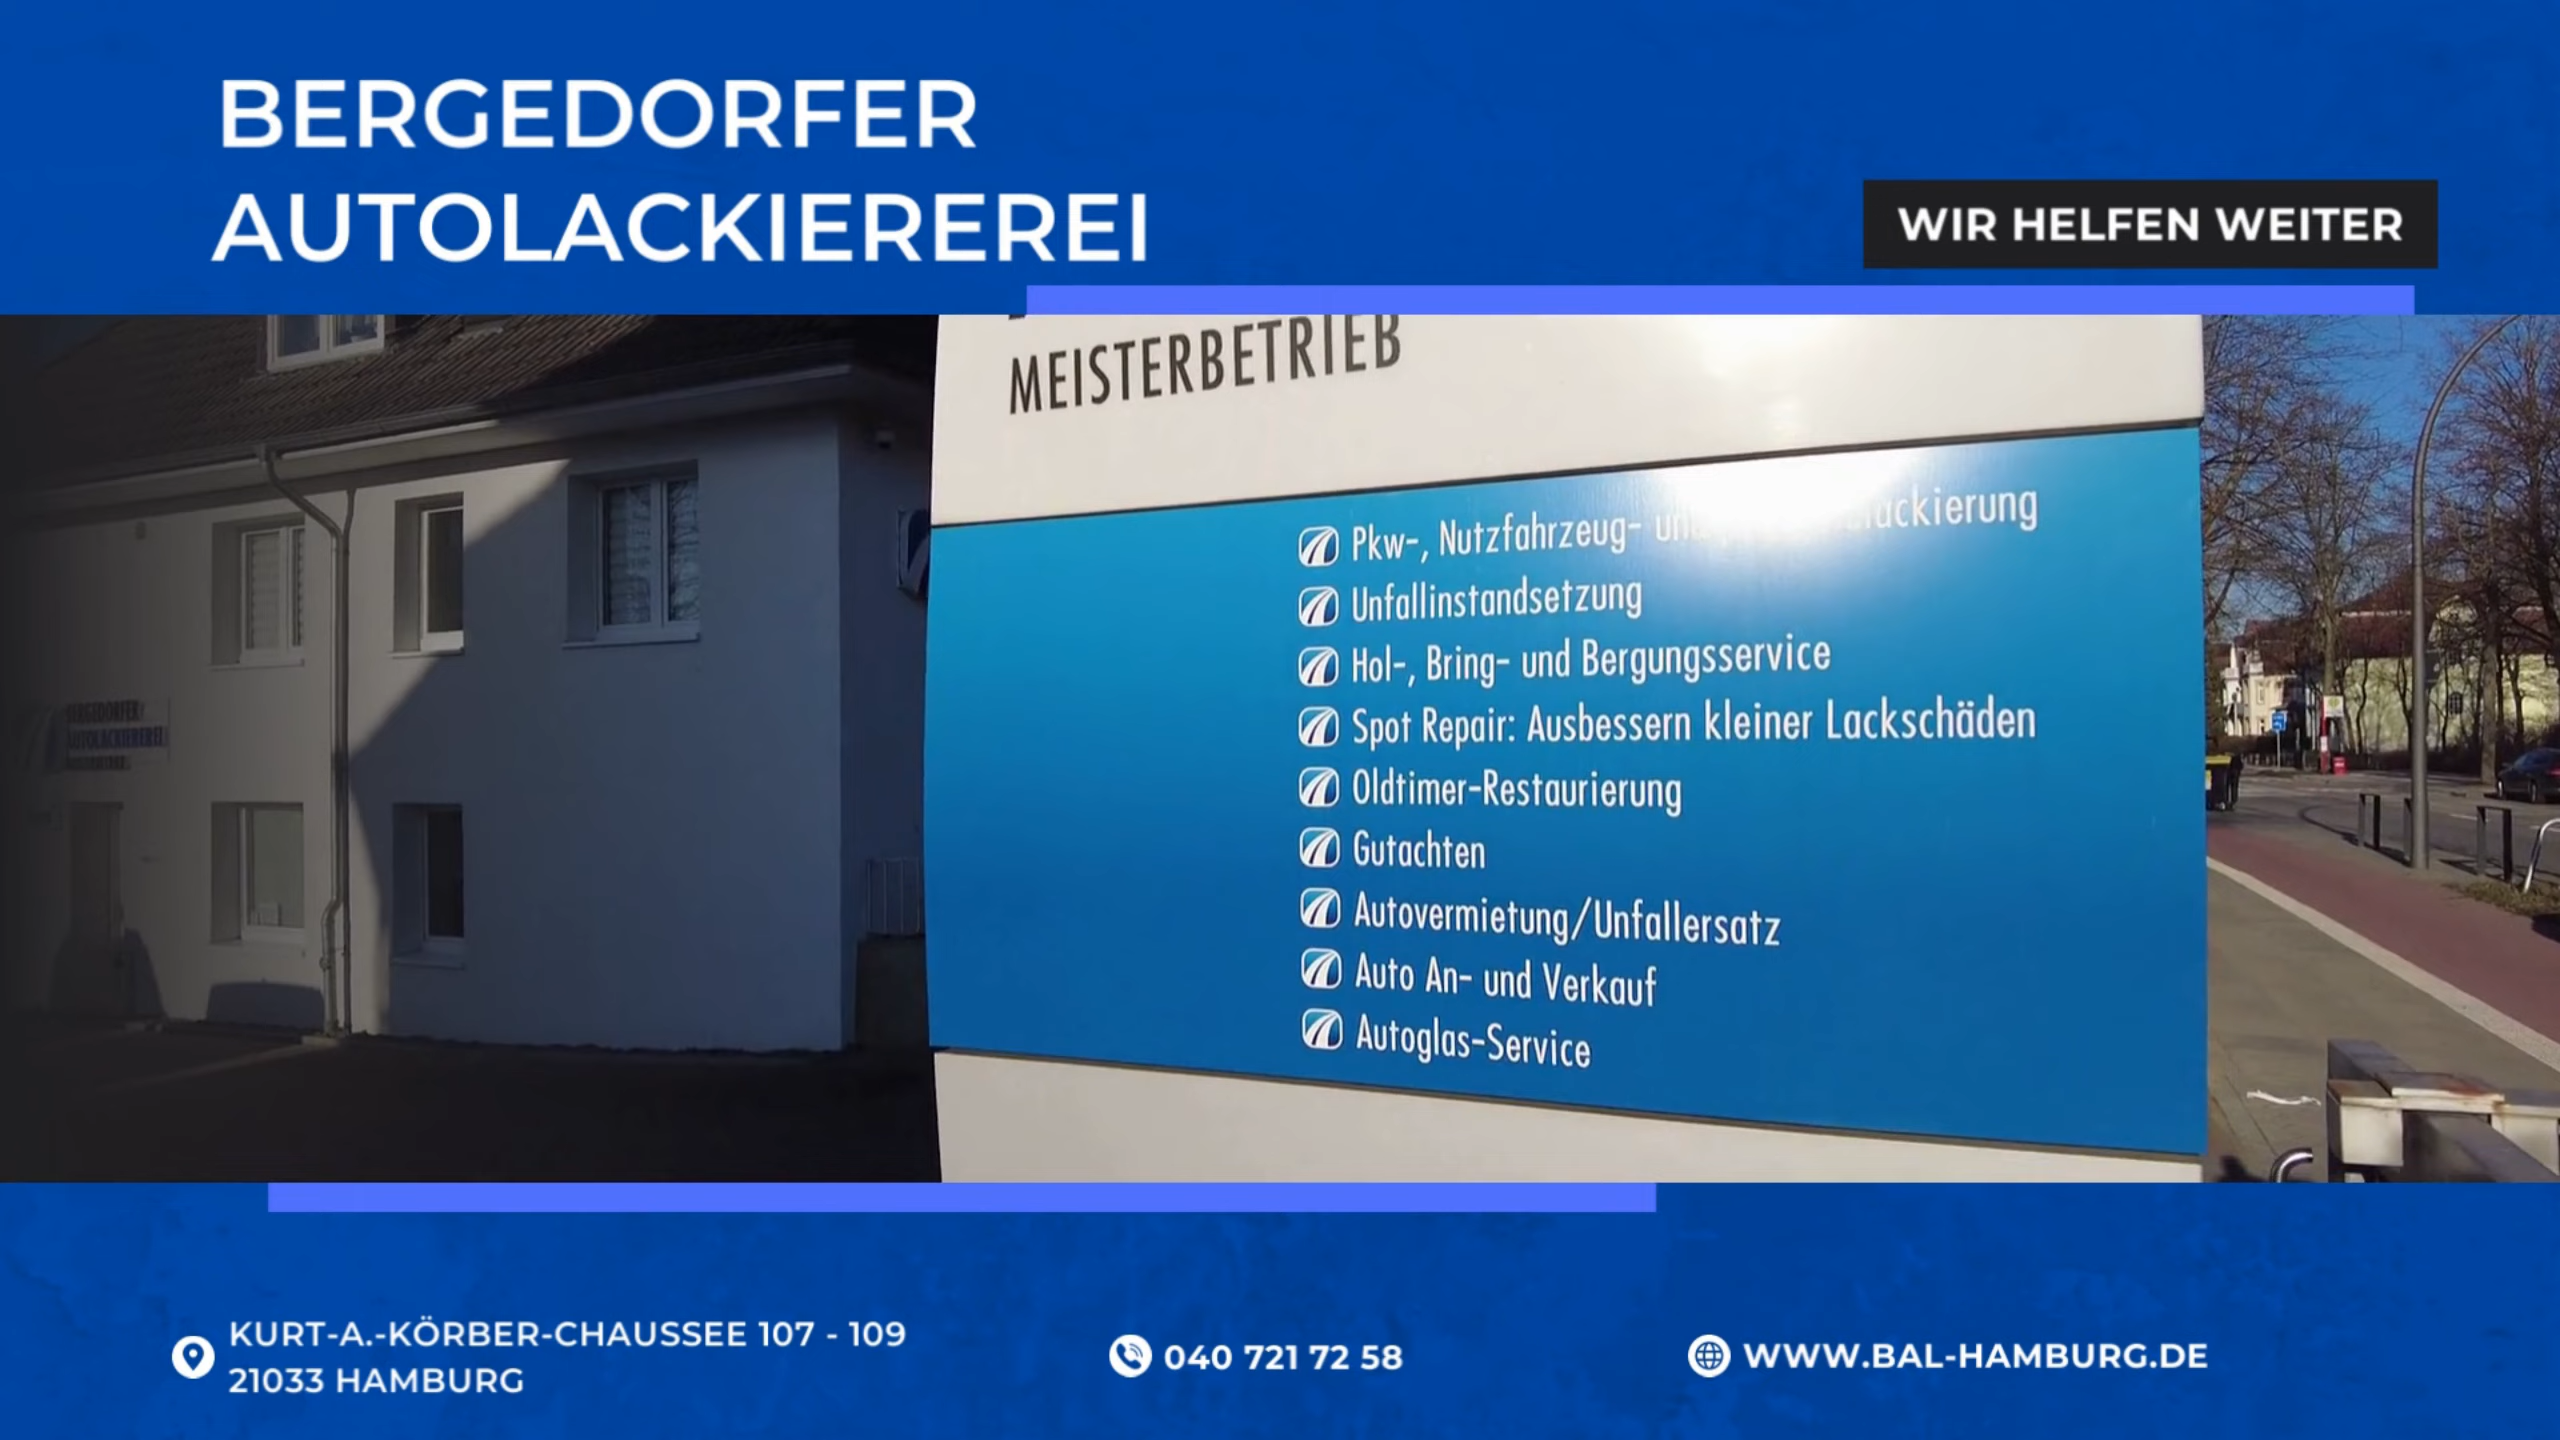 BERGEDORFER
AUTOLACKIEREREI
WIR HELFEN WEITER
MEISTERBETRIEB
Pkw-, Nutzfahrzeug-
Unfallinstandsetzung
Hol-, Bring- und Bergungsservice
Spot Repair: Ausbessern kleiner Lackschäden
Oldtimer-Restaurierung
Gutachten
Autovermietung/Unfallersatz
Auto An- und Verkauf
Autoglas-Service
BERGEDORFER
AUTOLACKIEREREI
KURT-A.-KÖRBER-CHAUSSEE 107 - 109
21033 HAMBURG
040 721 72 58
WWW.BAL-HAMBURG.DE